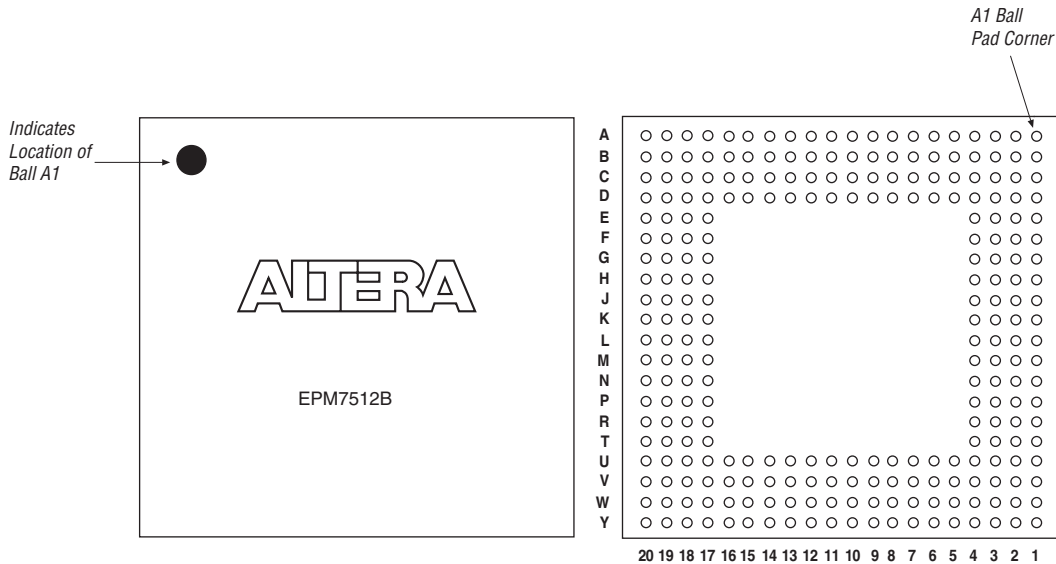 A1 Ball
Pad Corner
Indicates
Location of
Ball A1
ALTERA
EPM7512B
A
B
C
D
E
F
G
H
J
K
L
M
N
P
R
T
U
V
W
Y
20 19 18 17 16 15 14 13 12 11 10 9 8 7 6 5 4 3 2 1